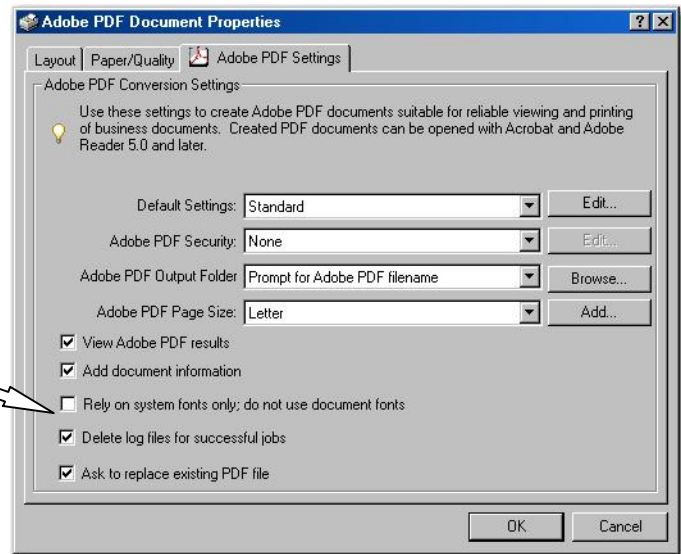 Adobe PDF Document Properties
Layout Paper/Quality Adobe PDF Settings
Adobe PDF Conversion Settings
Use these settings to create Adobe PDF documents suitable for reliable viewing and printing
of business documents. Created PDF documents can be opened with Acrobat and Adobe
Reader 5.0 and later.
Default Settings: Standard Edit...
Adobe PDF Security: None Edit...
Adobe PDF Output Folder Prompt for Adobe PDF filename Browse...
Adobe PDF Page Size: Letter Add...
View Adobe PDF results
Add document information
Rely on system fonts only; do not use document fonts
Delete log files for successful jobs
Ask to replace existing PDF file
OK Cancel